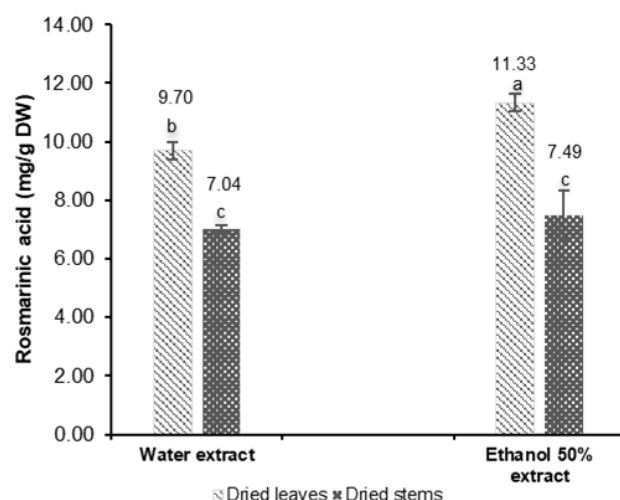 Rosmarinic acid (mg/g DW)
14.00
12.00
10.00
8.00
6.00
4.00
2.00
0.00
9.70
b
7.04
c
11.33
a
7.49
c
Water extract
Ethanol 50%
extract
Dried leaves Dried stems